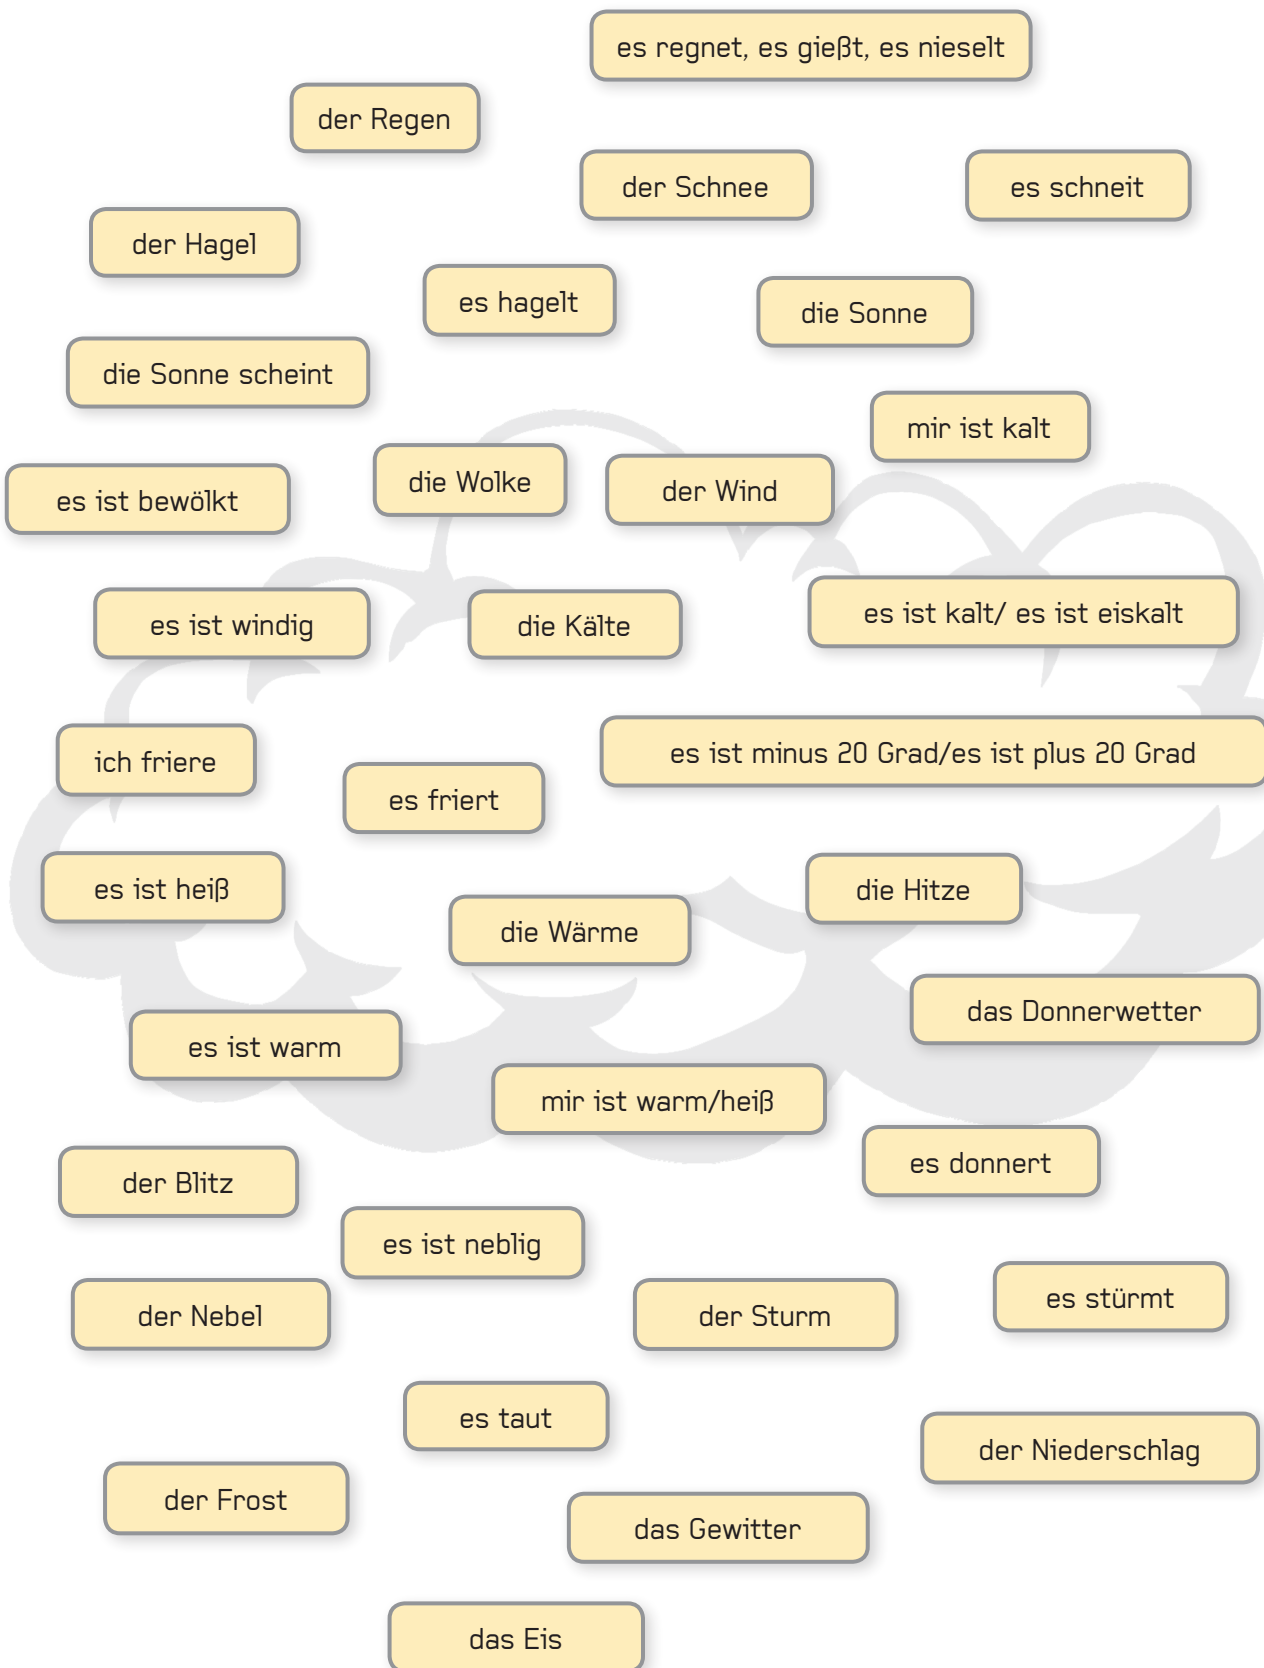 es regnet, es gießt, es nieselt
der Regen
der Schnee
es schneit
der Hagel
es hagelt
die Sonne
die Sonne scheint
mir ist kalt
die Wolke
der Wind
es ist bewölkt
es ist windig
die Kälte
es ist kalt/ es ist eiskalt
ich friere
es ist minus 20 Grad/es ist plus 20 Grad
es friert
es ist heiß
die Hitze
die Wärme
das Donnerwetter
es ist warm
mir ist warm/heiß
es donnert
der Blitz
es ist neblig
der Nebel
der Sturm
es stürmt
es taut
der Niederschlag
der Frost
das Gewitter
das Eis